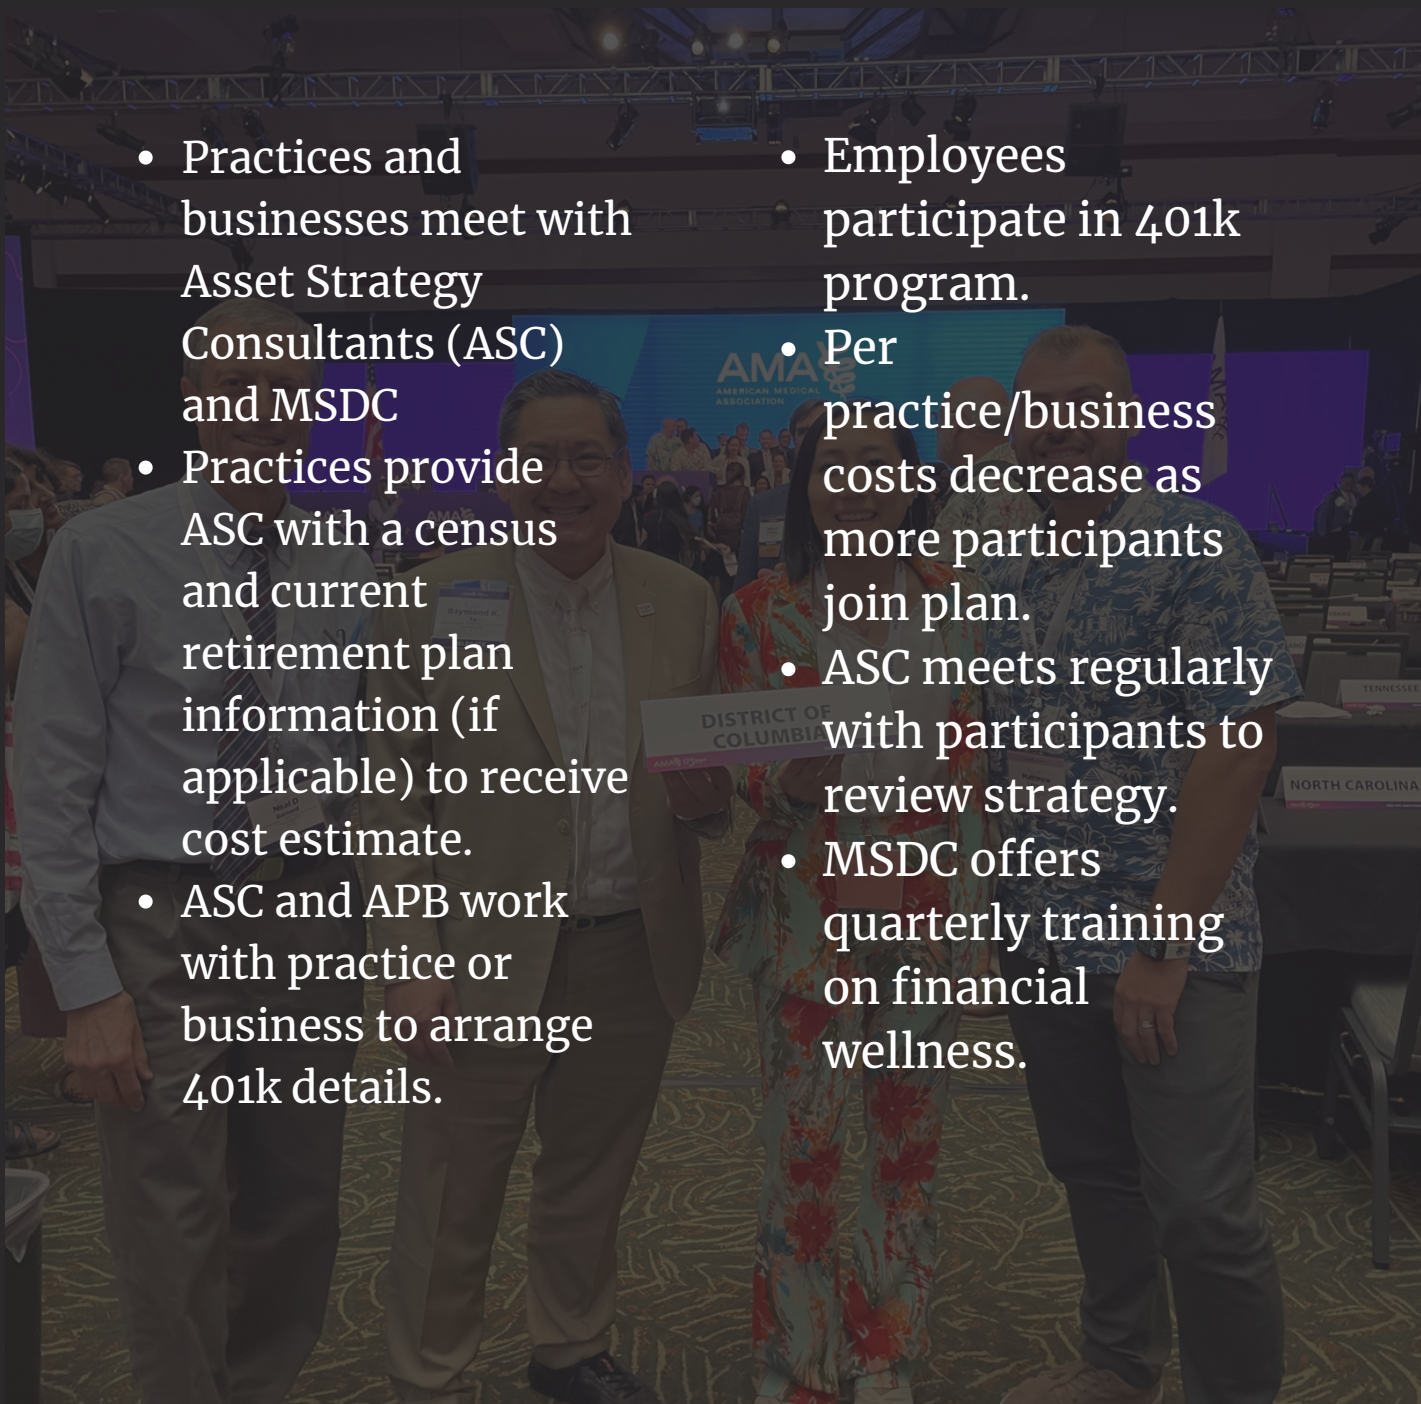 • Practices and
businesses meet with
Asset Strategy
Consultants (ASC)
and MSDC
• Practices provide
ASC with a census
and current
retirement plan
information (if
applicable) to receive
cost estimate.
• ASC and APB work
with practice or
business to arrange
401k details.
• Employees
participate in 401k
program.
• Per
practice/business
costs decrease as
more participants
join plan.
• ASC meets regularly
with participants to
review strategy.
• MSDC offers
quarterly training
on financial
wellness.
AMA
AMERICAN MEDICAL
ASSOCIATION
AMA
Raymond K.
Neal D
DISTRICT OF
COLUMBIA
TENNESSEE
NORTH CAROLINA